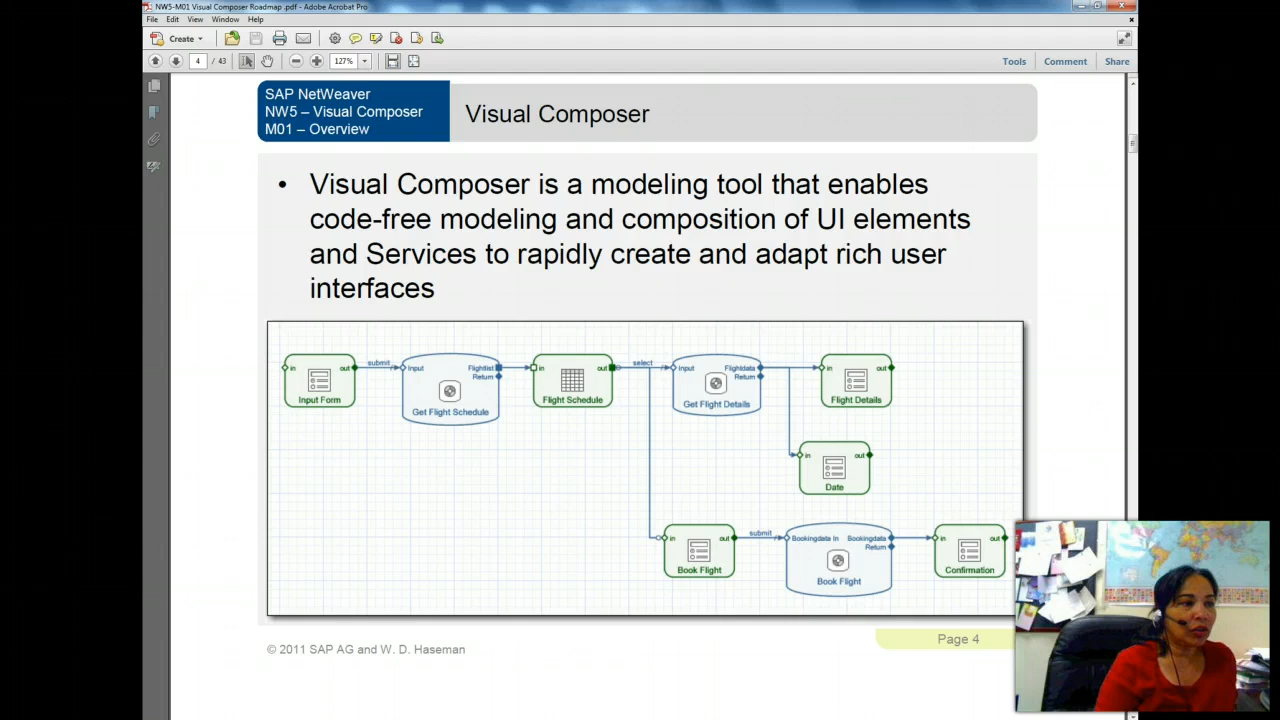 NW5-M01 Visual Composer Roadmap .pdf - Adobe Acrobat Pro
File Edit View Window Help
Create
4 / 43
127%
Tools Comment Share
SAP NetWeaver
NW5 – Visual Composer
M01 – Overview
Visual Composer
• Visual Composer is a modeling tool that enables
code-free modeling and composition of UI elements
and Services to rapidly create and adapt rich user
interfaces
in out
Input Form
submit
Input Flightlist
Return
Get Flight Schedule
in out
Flight Schedule
select
Input Flightdata
Return
Get Flight Details
in out
Flight Details
in out
Date
in out
Book Flight
submit
Bookingdata In Bookingdata
Return
Book Flight
in out
Confirmation
Page 4
© 2011 SAP AG and W. D. Haseman